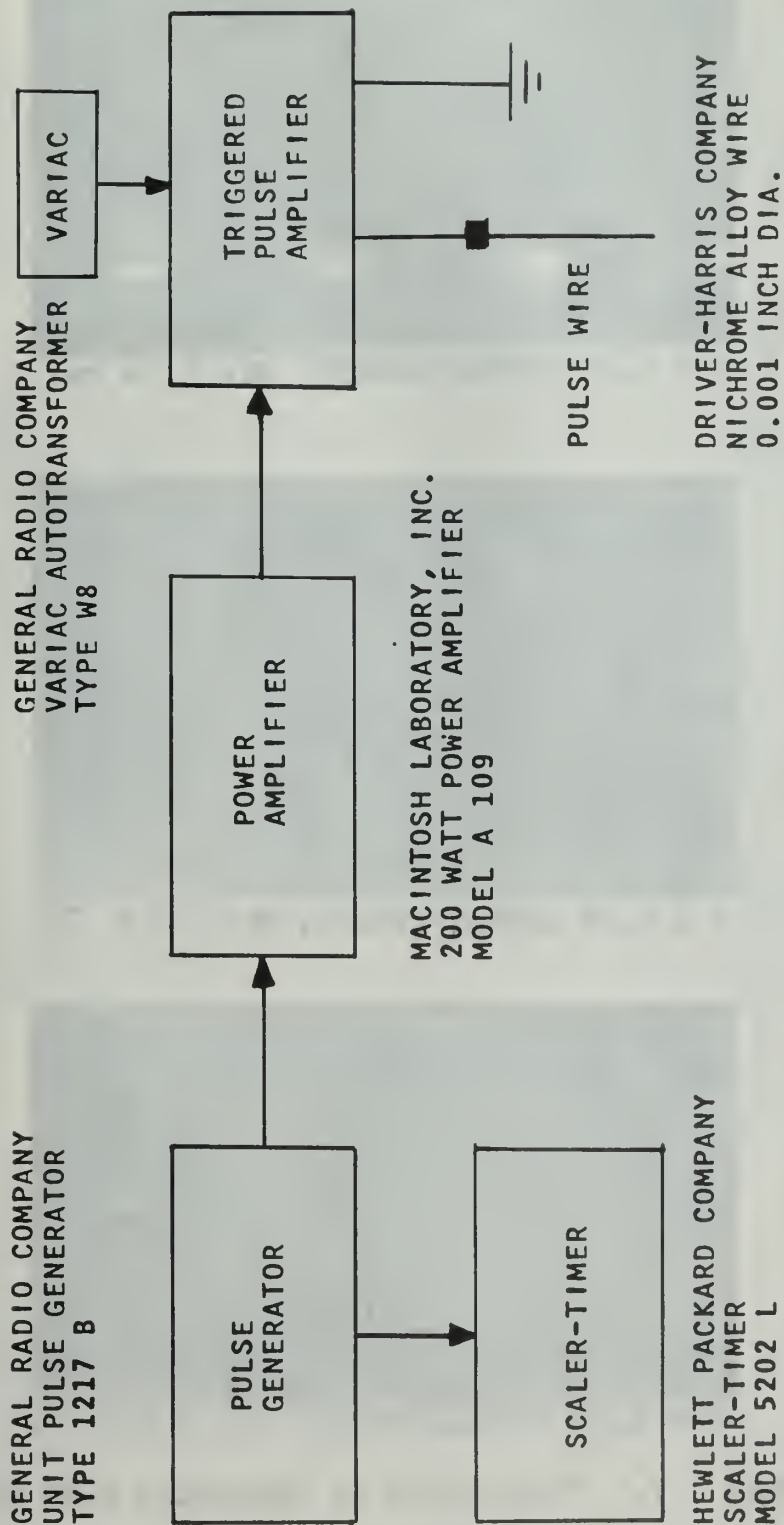 GENERAL RADIO COMPANY
UNIT PULSE GENERATOR
TYPE 1217 B
PULSE
GENERATOR
SCALER-TIMER
HEWLETT PACKARD COMPANY
SCALER-TIMER
MODEL 5202 L
POWER
AMPLIFIER
MACINTOSH LABORATORY, INC.
200 WATT POWER AMPLIFIER
MODEL A 109
GENERAL RADIO COMPANY
VARIAC AUTOTRANSFORMER
TYPE W8
VARIAC
TRIGGERED
PULSE
AMPLIFIER
PULSE WIRE
DRIVER-HARRIS COMPANY
NICHROME ALLOY WIRE
0.001 INCH DIA.